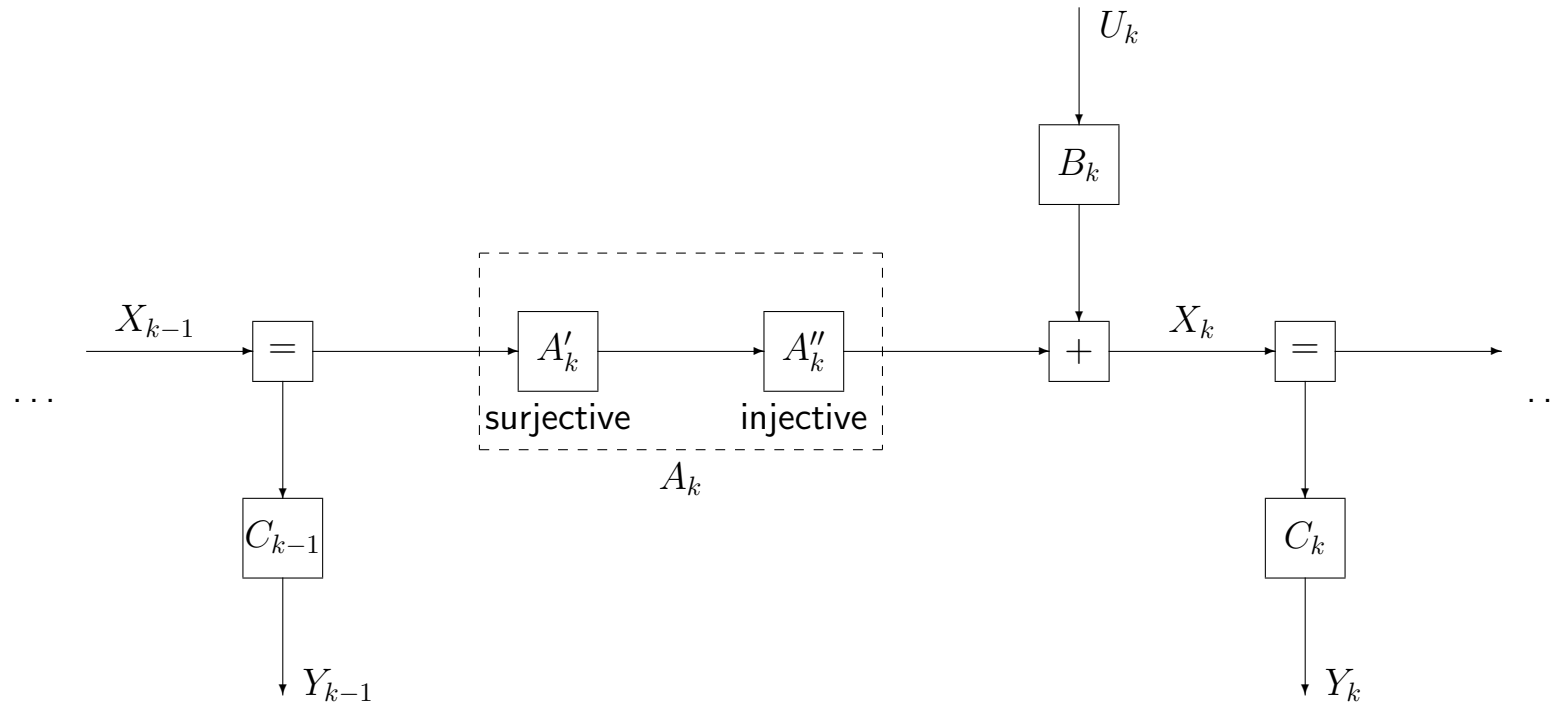 U_k
B_k
X_{k-1}
=
A'_k
A''_k
+
X_k
=
. . .
. .
surjective
injective
A_k
C_{k-1}
C_k
Y_{k-1}
Y_k